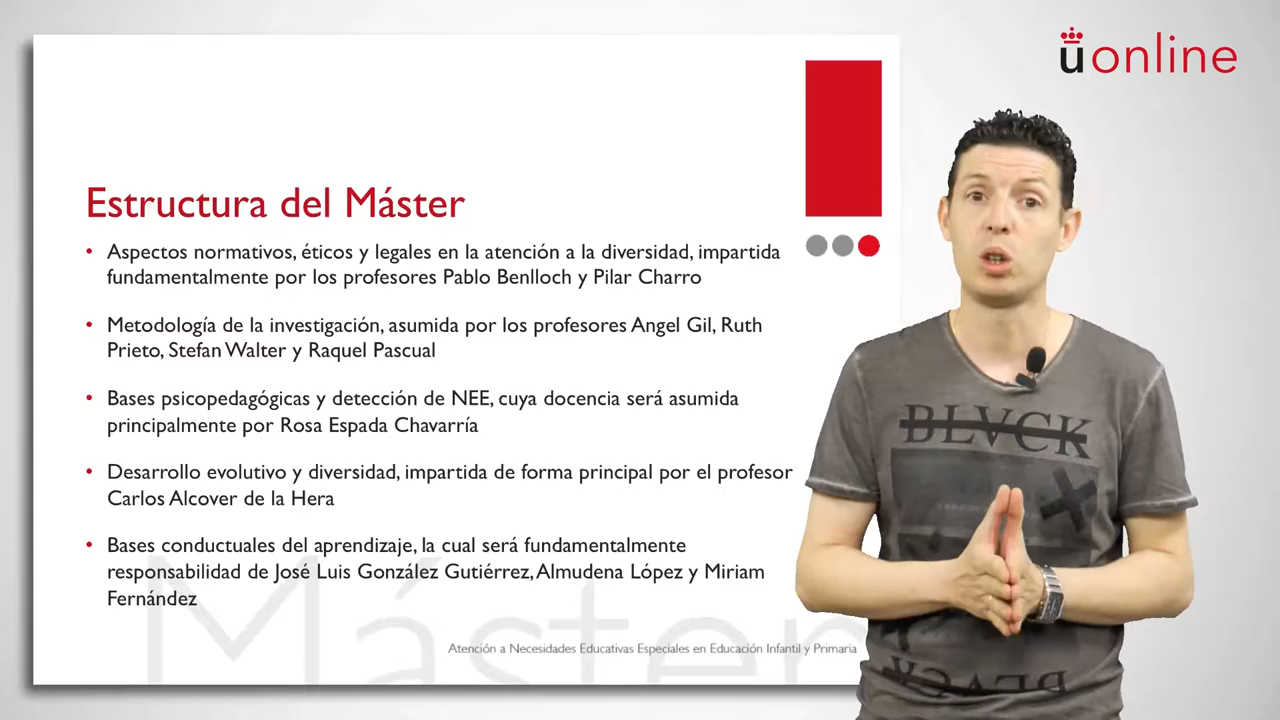 uonline
Estructura del Máster
• Aspectos normativos, éticos y legales en la atención a la diversidad, impartida
fundamentalmente por los profesores Pablo Benlloch y Pilar Charro
• Metodología de la investigación, asumida por los profesores Angel Gil, Ruth
Prieto, Stefan Walter y Raquel Pascual
• Bases psicopedagógicas y detección de NEE, cuya docencia será asumida
principalmente por Rosa Espada Chavarría
• Desarrollo evolutivo y diversidad, impartida de forma principal por el profesor
Carlos Alcover de la Hera
• Bases conductuales del aprendizaje, la cual será fundamentalmente
responsabilidad de José Luis González Gutiérrez, Almudena López y Miriam
Fernández
Máster
Atención a Necesidades Educativas Especiales en Educación Infantil y Primaria
BLVCK